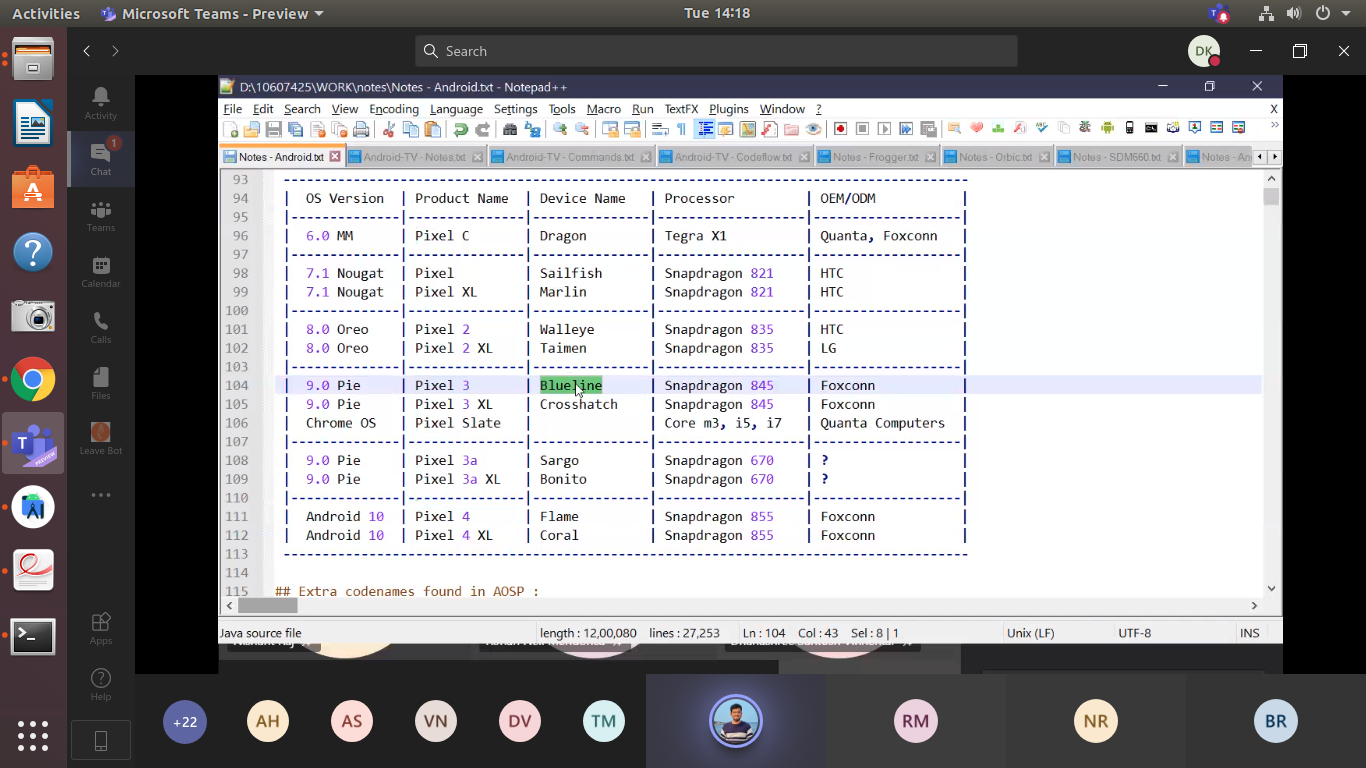 Activities Microsoft Teams - Preview Tue 14:18
Search DK
D:\10607425\WORK\notes\Notes - Android.txt - Notepad++
File Edit Search View Encoding Language Settings Tools Macro Run TextFX Plugins Window ? X
Notes - Android.txt Android-TV - Notes.txt Android-TV - Commands.txt Android-TV - Codeflow.txt Notes - Frogger.txt Notes - Orbic.txt Notes - SDM660.txt Notes - An
Activity
1
Chat
Teams
Calendar
Calls
Files
Leave Bot
Apps
Help
93 ----------------------------------------------------------------------------------------
94 | OS Version | Product Name | Device Name | Processor | OEM/ODM |
95 |--------------|---------------|---------------|-------------------|-------------------|
96 | 6.0 MM | Pixel C | Dragon | Tegra X1 | Quanta, Foxconn |
97 |--------------|---------------|---------------|-------------------|-------------------|
98 | 7.1 Nougat | Pixel | Sailfish | Snapdragon 821 | HTC |
99 | 7.1 Nougat | Pixel XL | Marlin | Snapdragon 821 | HTC |
100 |--------------|---------------|---------------|-------------------|-------------------|
101 | 8.0 Oreo | Pixel 2 | Walleye | Snapdragon 835 | HTC |
102 | 8.0 Oreo | Pixel 2 XL | Taimen | Snapdragon 835 | LG |
103 |--------------|---------------|---------------|-------------------|-------------------|
104 | 9.0 Pie | Pixel 3 | Blueline | Snapdragon 845 | Foxconn |
105 | 9.0 Pie | Pixel 3 XL | Crosshatch | Snapdragon 845 | Foxconn |
106 | Chrome OS | Pixel Slate | | Core m3, i5, i7 | Quanta Computers |
107 |--------------|---------------|---------------|-------------------|-------------------|
108 | 9.0 Pie | Pixel 3a | Sargo | Snapdragon 670 | ? |
109 | 9.0 Pie | Pixel 3a XL | Bonito | Snapdragon 670 | ? |
110 |--------------|---------------|---------------|-------------------|-------------------|
111 | Android 10 | Pixel 4 | Flame | Snapdragon 855 | Foxconn |
112 | Android 10 | Pixel 4 XL | Coral | Snapdragon 855 | Foxconn |
113 ----------------------------------------------------------------------------------------
114
115 ## Extra codenames found in AOSP :
Java source file length : 12,00,080 lines : 27,253 Ln : 104 Col : 43 Sel : 8 | 1 Unix (LF) UTF-8 INS
+22 AH AS VN DV TM RM NR BR